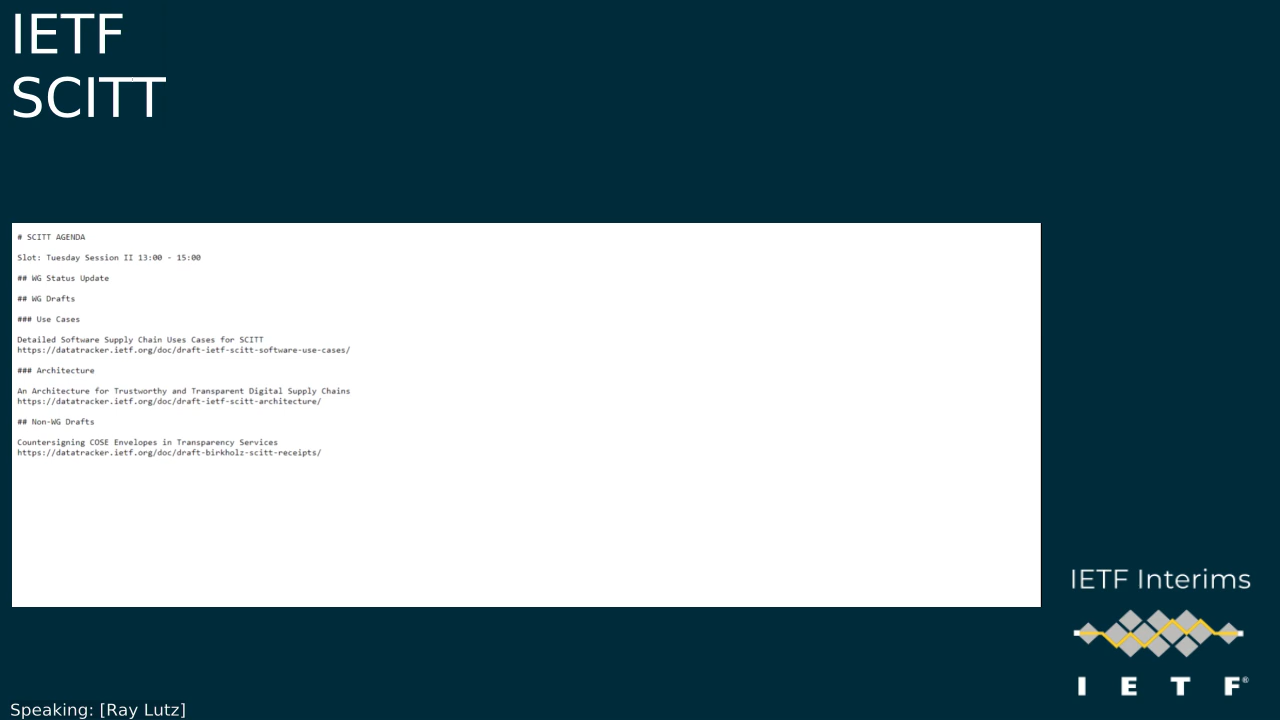 IETF
SCITT
# SCITT AGENDA
Slot: Tuesday Session II 13:00 - 15:00
## WG Status Update
## WG Drafts
### Use Cases
Detailed Software Supply Chain Uses Cases for SCITT
https://datatracker.ietf.org/doc/draft-ietf-scitt-software-use-cases/
### Architecture
An Architecture for Trustworthy and Transparent Digital Supply Chains
https://datatracker.ietf.org/doc/draft-ietf-scitt-architecture/
## Non-WG Drafts
Countersigning COSE Envelopes in Transparency Services
https://datatracker.ietf.org/doc/draft-birkholz-scitt-receipts/
IETF Interims
I E T F®
Speaking: [Ray Lutz]